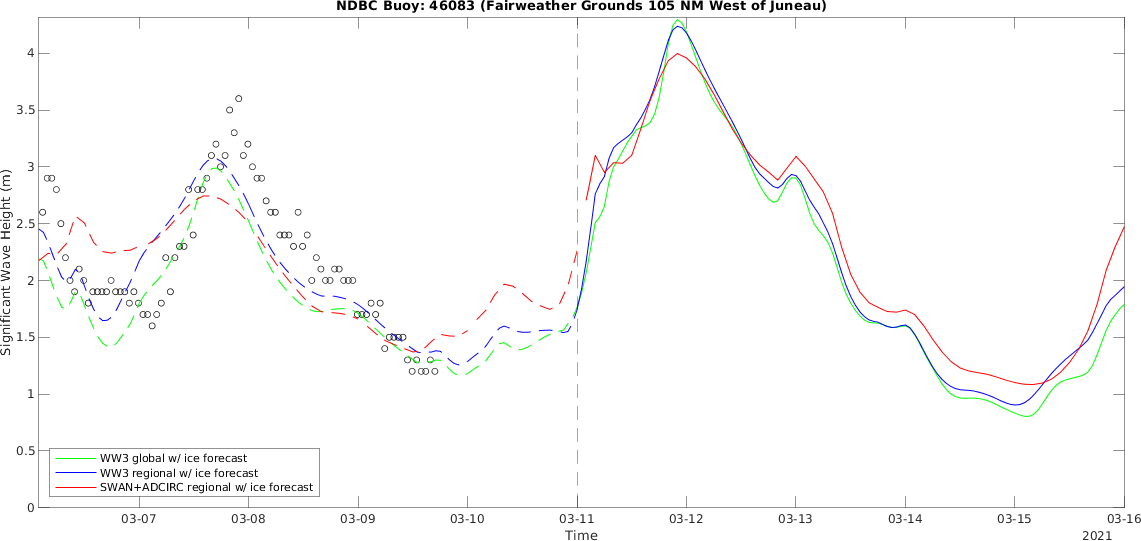 NDBC Buoy: 46083 (Fairweather Grounds 105 NM West of Juneau)
Significant Wave Height (m)
4
3.5
3
2.5
2
1.5
1
0.5
0
WW3 global w/ ice forecast
WW3 regional w/ ice forecast
SWAN+ADCIRC regional w/ ice forecast
03-07 03-08 03-09 03-10 03-11 03-12 03-13 03-14 03-15 03-16
Time
2021